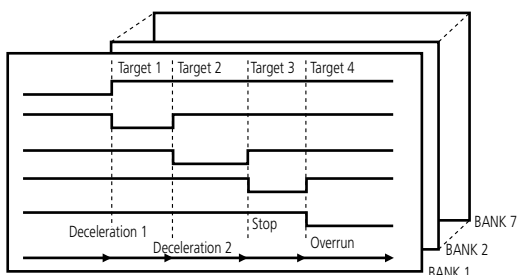 Target 1 Target 2 Target 3 Target 4
Deceleration 1
Deceleration 2
Stop
Overrun
BANK 7
BANK 2
BANK 1